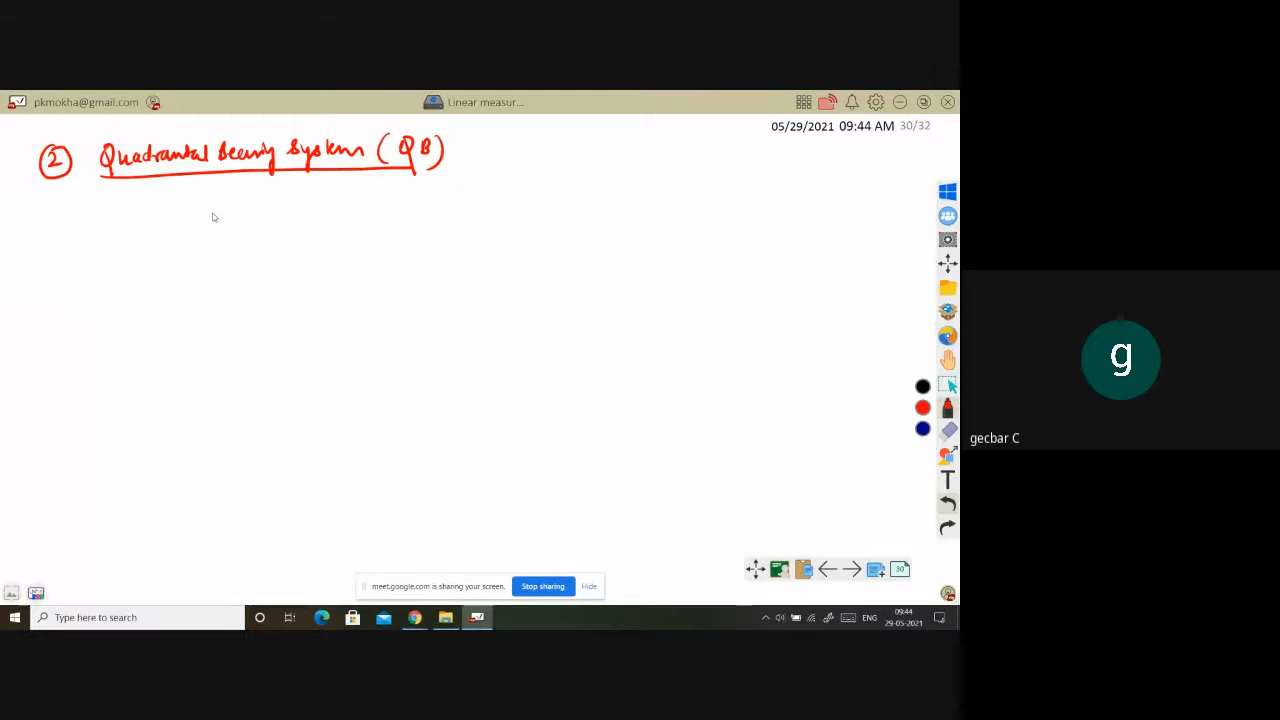 pkmokha@gmail.com
Linear measur...
05/29/2021 09:44 AM 30/32
2 Quadrantal Bearing System (QB)
g
gecbar C
T
30
meet.google.com is sharing your screen. Stop sharing Hide
Type here to search
ENG
09:44
29-05-2021